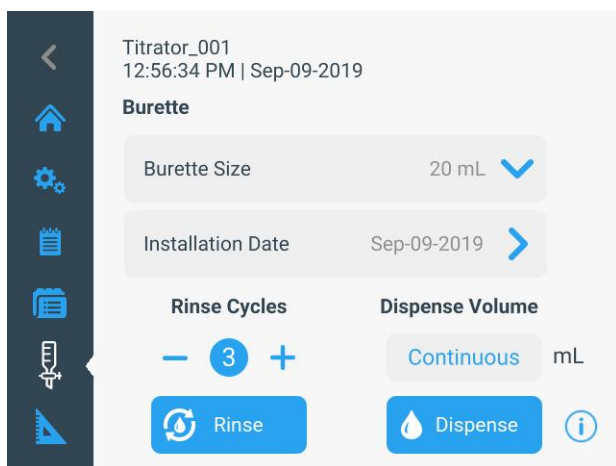 Titrator_001
12:56:34 PM | Sep-09-2019
Burette
Burette Size 20 mL
Installation Date Sep-09-2019
Rinse Cycles Dispense Volume
3 Continuous mL
Rinse Dispense